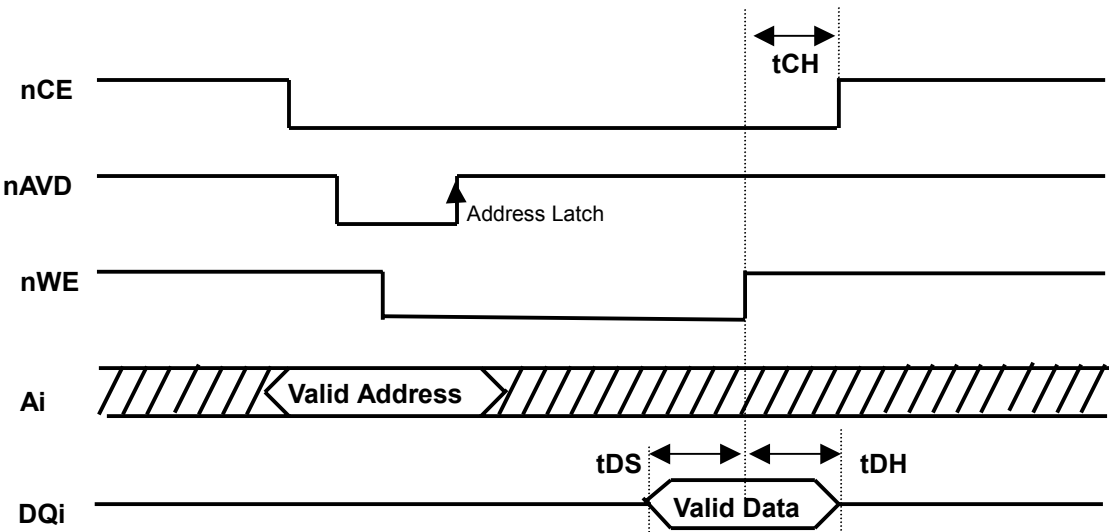 tCH
nCE
nAVD
Address Latch
nWE
Ai
Valid Address
tDS
tDH
DQi
Valid Data